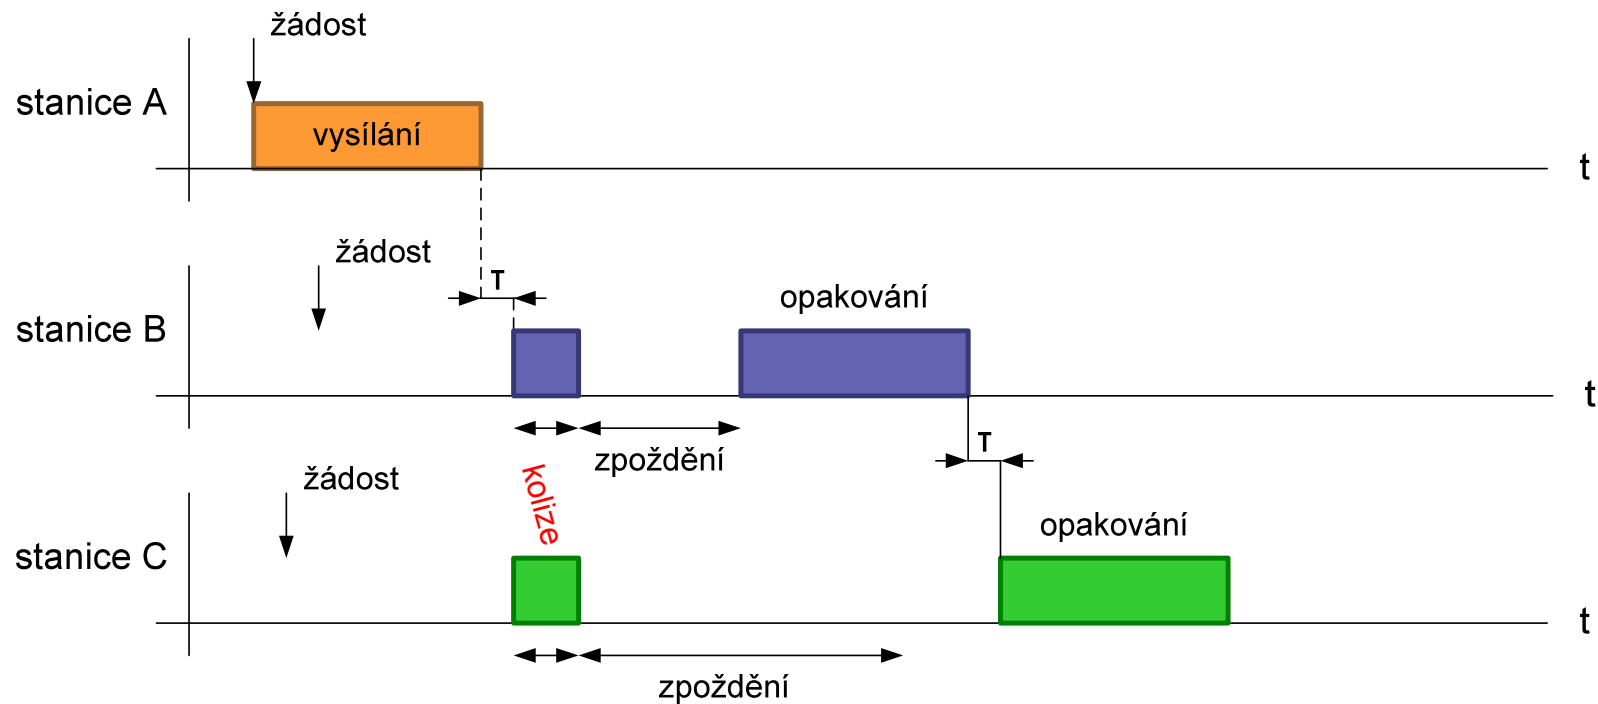 žádost
stanice A
vysílání
t
žádost
T
opakování
stanice B
t
T
zpoždění
žádost
kolize
opakování
stanice C
t
zpoždění